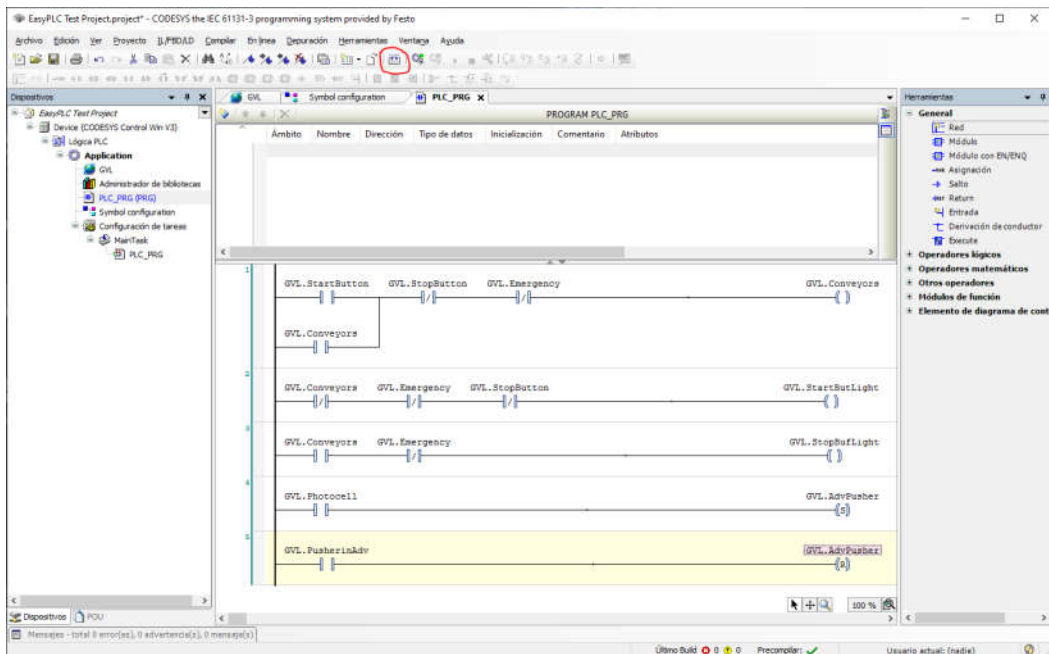 EasyPLC Test Project.project* - CODESYS the IEC 61131-3 programming system provided by Festo
Archivo Edición Ver Proyecto IL/FBD/LD Compilar En línea Depuración Herramientas Ventana Ayuda
Dispositivos
EasyPLC Test Project
Device (CODESYS Control Win V3)
Lógica PLC
Application
GVL
Administrador de bibliotecas
PLC_PRG (PRG)
Symbol configuration
Configuración de tareas
MainTask
PLC_PRG
Dispositivos POU
GVL Symbol configuration PLC_PRG
PROGRAM PLC_PRG
Ámbito Nombre Dirección Tipo de datos Inicialización Comentario Atributos
1
GVL.StartButton GVL.StopButton GVL.Emergency GVL.Conveyors
GVL.Conveyors
2
GVL.Conveyors GVL.Emergency GVL.StopButton GVL.StartButLight
3
GVL.Conveyors GVL.Emergency GVL.StopBufLight
4
GVL.Photocell GVL.AdvPusher
S
5
GVL.PusherinAdv GVL.AdvPusher
R
100 %
Herramientas
General
Red
Módulo
Módulo con EN/ENO
Asignación
Salto
Return
Entrada
Derivación de conductor
Execute
Operadores lógicos
Operadores matemáticos
Otros operadores
Módulos de función
Elemento de diagrama de cont
Mensajes - total 0 error(es), 0 advertencia(s), 0 mensaje(s)
Último Build 0 0 Precompilar: Usuario actual: (nadie)